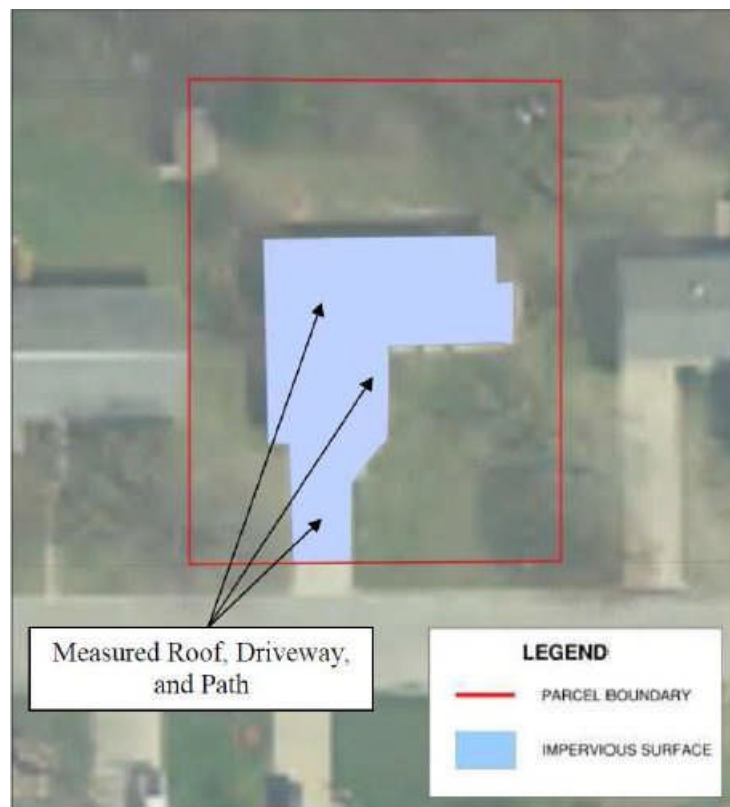 Measured Roof, Driveway,
and Path
LEGEND
PARCEL BOUNDARY
IMPERVIOUS SURFACE